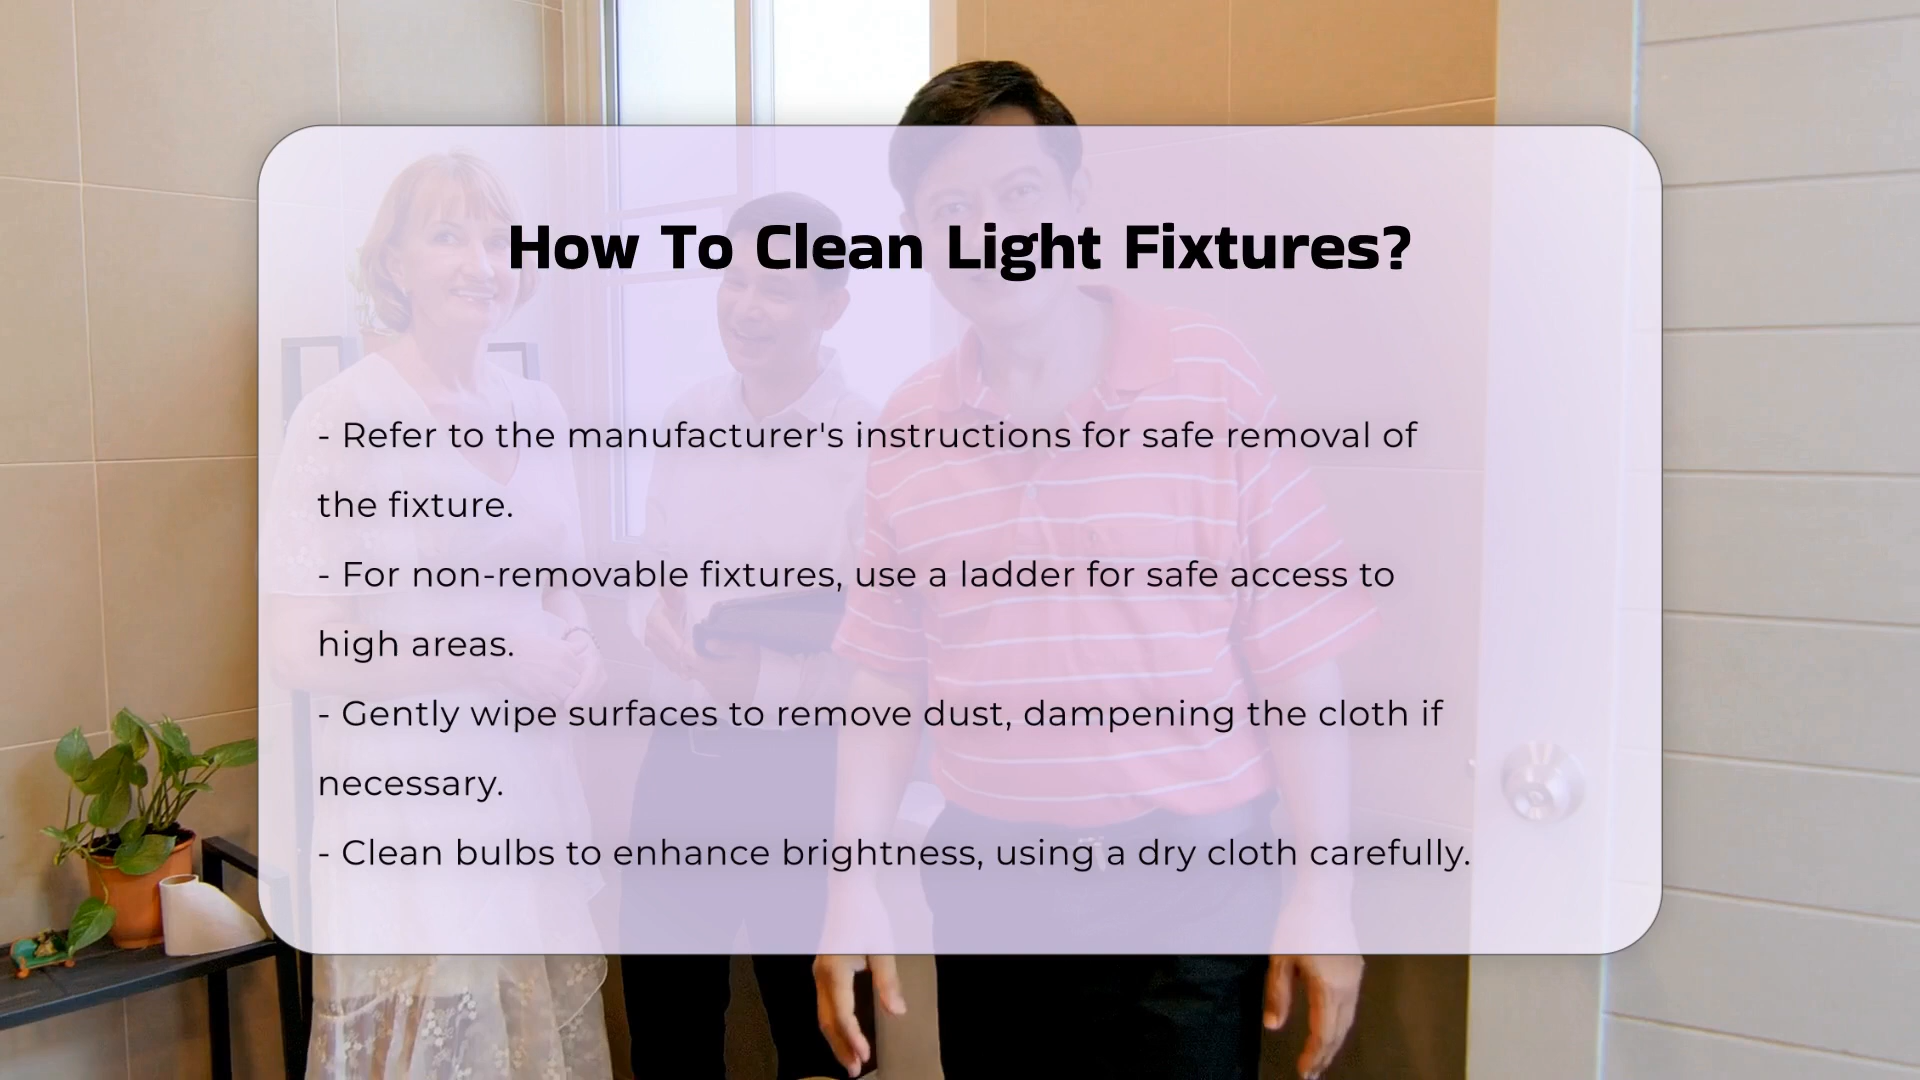 How To Clean Light Fixtures?
- Refer to the manufacturer's instructions for safe removal of
the fixture.
- For non-removable fixtures, use a ladder for safe access to
high areas.
- Gently wipe surfaces to remove dust, dampening the cloth if
necessary.
- Clean bulbs to enhance brightness, using a dry cloth carefully.